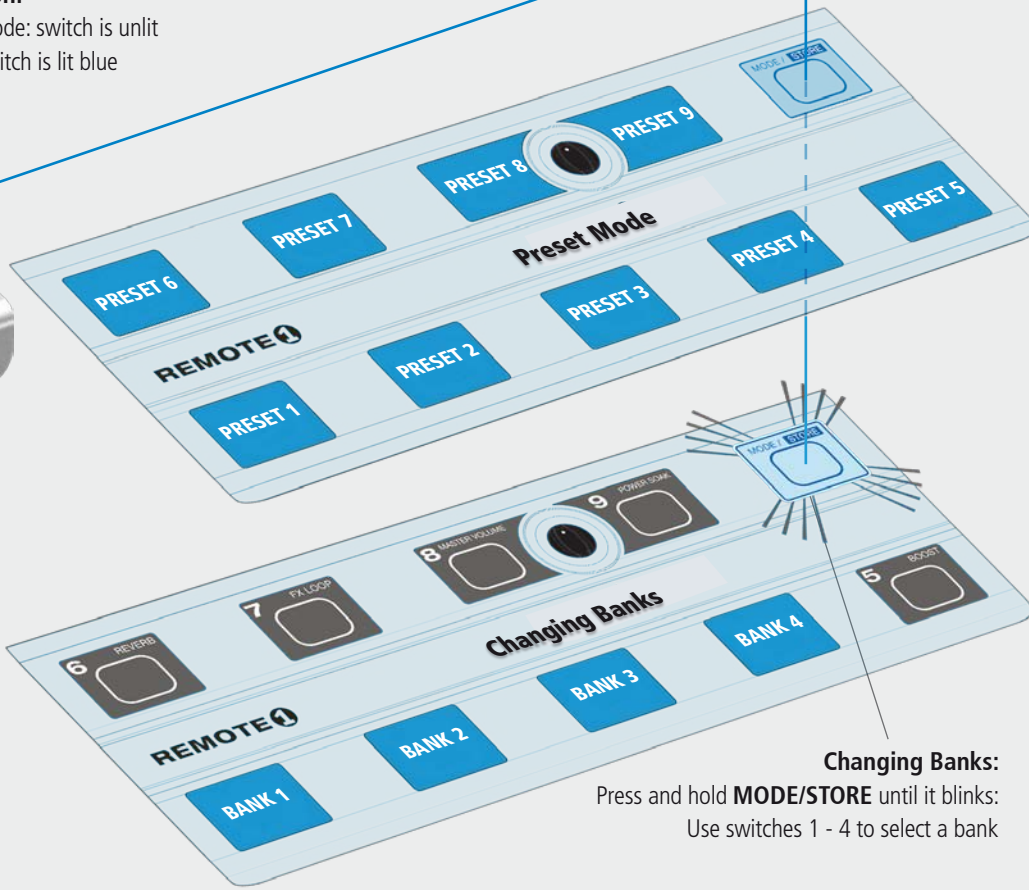 ode: switch is unlit
itch is lit blue
MODE / STORE
PRESET 6
PRESET 7
PRESET 8
PRESET 9
Preset Mode
REMOTE 1
PRESET 1
PRESET 2
PRESET 3
PRESET 4
PRESET 5
MODE / STORE
6 REVERB
7 FX LOOP
8 MASTER VOLUME
9 POWER SOAK
Changing Banks
5 BOOST
REMOTE 1
BANK 1
BANK 2
BANK 3
BANK 4
Changing Banks:
Press and hold MODE/STORE until it blinks:
Use switches 1 - 4 to select a bank